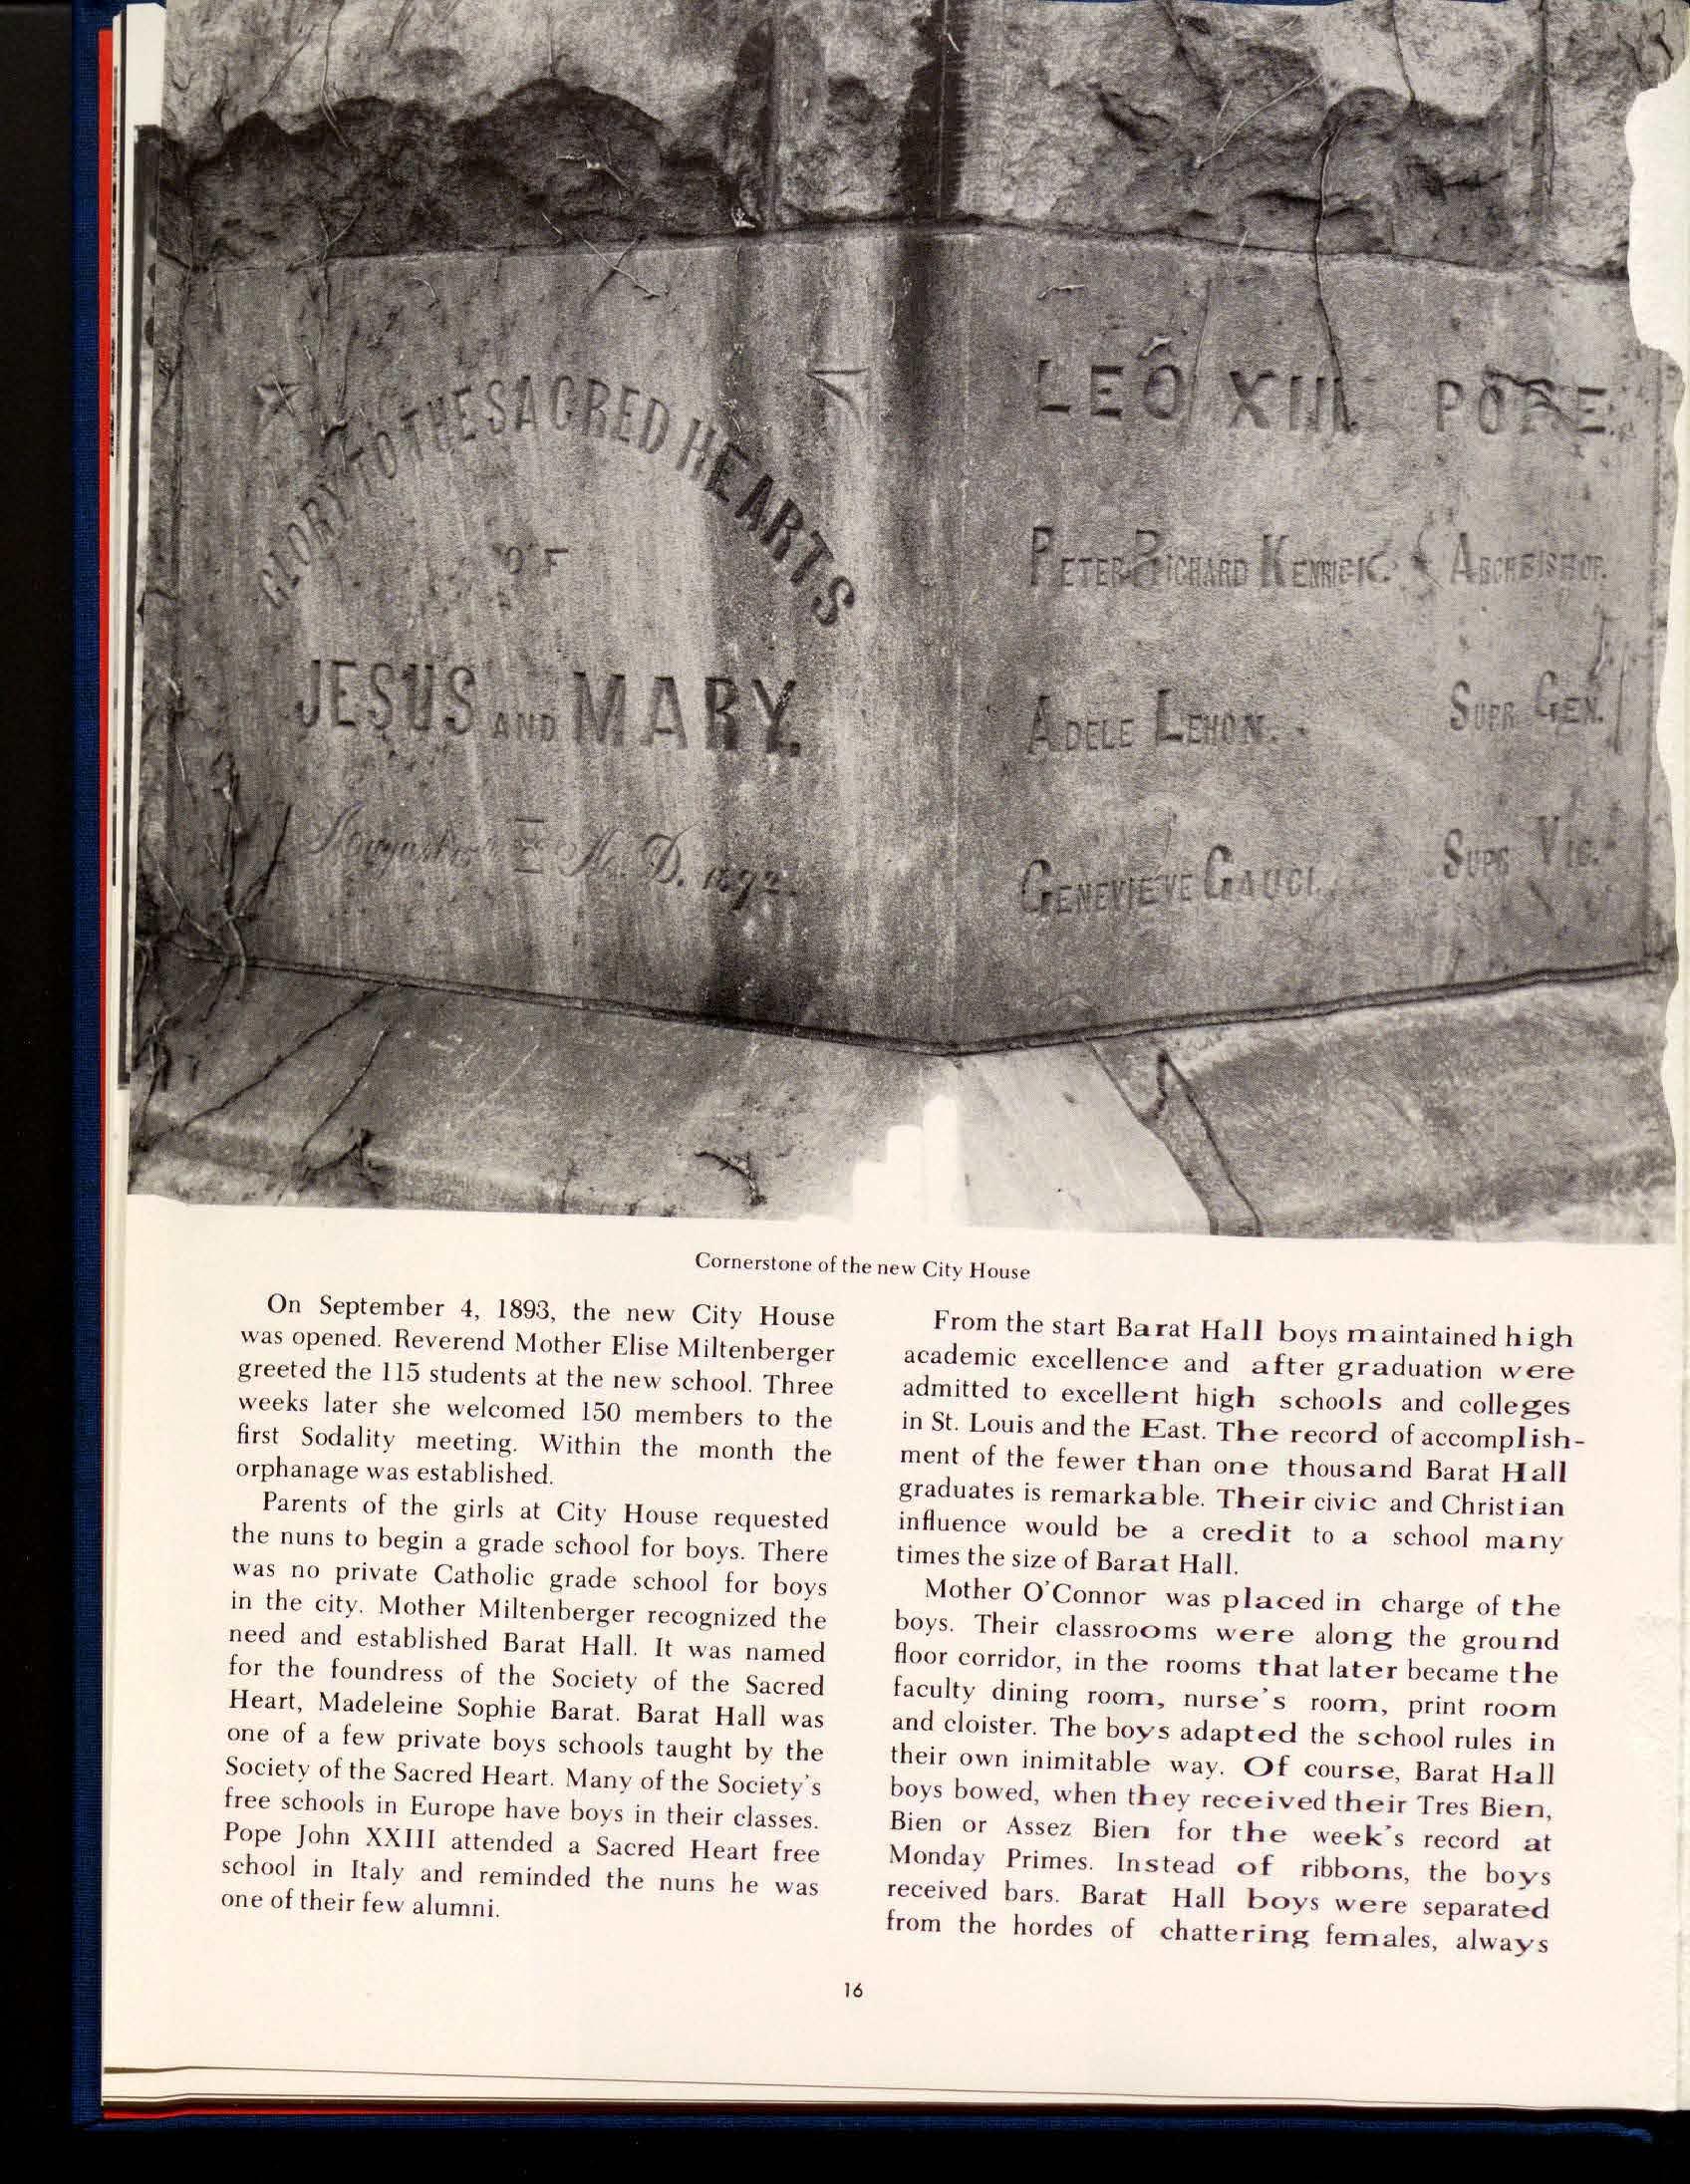 GLORY TO THE SACRED HEARTS
OF
JESUS AND MARY.
A. D. 1892.
LEO XIII. POPE.
PETER RICHARD KENRICK ARCHBISHOP.
ADELE LEHON. SUPR GEN.
GENEVIEVE GAUCI. SUPR VIC.
Cornerstone of the new City House
On September 4, 1893, the new City House
was opened. Reverend Mother Elise Miltenberger
greeted the 115 students at the new school. Three
weeks later she welcomed 150 members to the
first Sodality meeting. Within the month the
orphanage was established.
Parents of the girls at City House requested
the nuns to begin a grade school for boys. There
was no private Catholic grade school for boys
in the city. Mother Miltenberger recognized the
need and established Barat Hall. It was named
for the foundress of the Society of the Sacred
Heart, Madeleine Sophie Barat. Barat Hall was
one of a few private boys schools taught by the
Society of the Sacred Heart. Many of the Society's
free schools in Europe have boys in their classes.
Pope John XXIII attended a Sacred Heart free
school in Italy and reminded the nuns he was
one of their few alumni.
From the start Barat Hall boys maintained high
academic excellence and after graduation were
admitted to excellent high schools and colleges
in St. Louis and the East. The record of accomplish-
ment of the fewer than one thousand Barat Hall
graduates is remarkable. Their civic and Christian
influence would be a credit to a school many
times the size of Barat Hall.
Mother O'Connor was placed in charge of the
boys. Their classrooms were along the ground
floor corridor, in the rooms that later became the
faculty dining room, nurse's room, print room
and cloister. The boys adapted the school rules in
their own inimitable way. Of course, Barat Hall
boys bowed, when they received their Tres Bien,
Bien or Assez Bien for the week's record at
Monday Primes. Instead of ribbons, the boys
received bars. Barat Hall boys were separated
from the hordes of chattering females, always
16